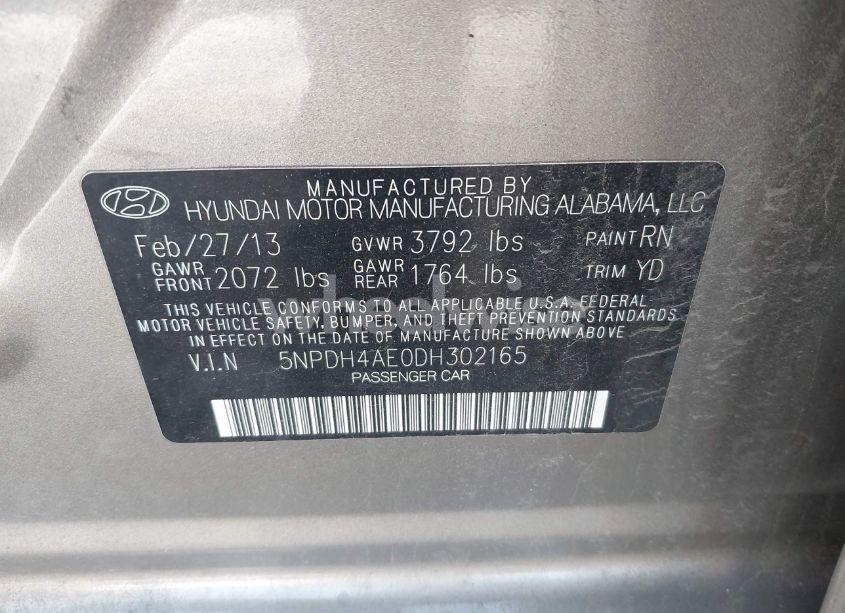 MANUFACTURED BY
HYUNDAI MOTOR MANUFACTURING ALABAMA, LLC
Feb/27/13 GVWR 3792 lbs PAINT RN
GAWR FRONT 2072 lbs GAWR REAR 1764 lbs TRIM YD
THIS VEHICLE CONFORMS TO ALL APPLICABLE U.S.A. FEDERAL
MOTOR VEHICLE SAFETY, BUMPER, AND THEFT PREVENTION STANDARDS
IN EFFECT ON THE DATE OF MANUFACTURE SHOWN ABOVE
V.I.N 5NPDH4AE0DH302165
PASSENGER CAR